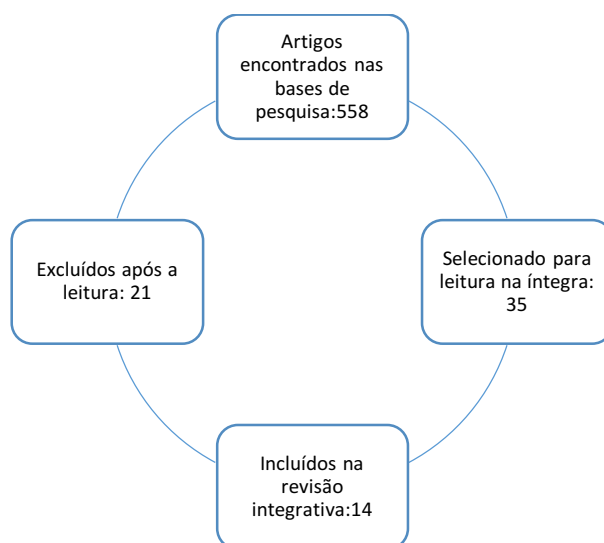 Artigos
encontrados nas
bases de
pesquisa:558
Excluídos após a
leitura: 21
Selecionado para
leitura na íntegra:
35
Incluídos na
revisão
integrativa:14